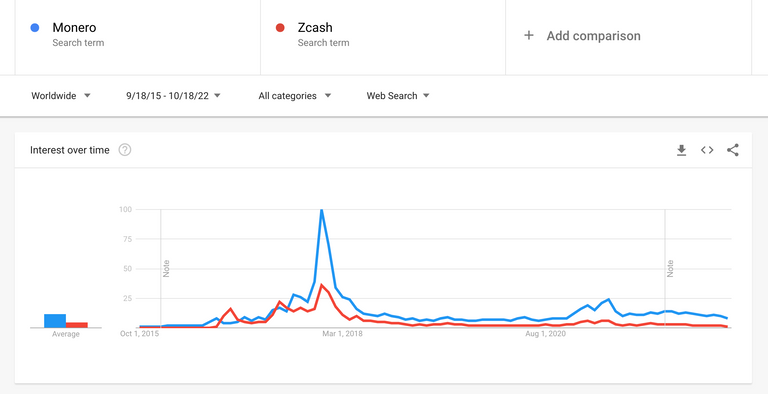 Monero
Search term
Zcash
Search term
+ Add comparison
Worldwide
9/18/15 - 10/18/22
All categories
Web Search
Interest over time
?
<>
100
75
50
25
Note
Note
Average
Oct 1, 2015
Mar 1, 2018
Aug 1, 2020